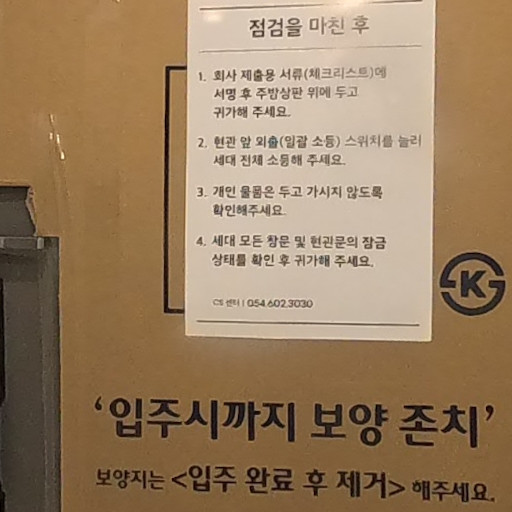 점검을 마친 후
1. 회사 제출용 서류(체크리스트)에
서명 후 주방상판 위에 두고
귀가해 주세요.
2. 현관 앞 외출(일괄 소등) 스위치를 눌러
세대 전체 소등해 주세요.
3. 개인 물품은 두고 가시지 않도록
확인해주세요.
4. 세대 모든 창문 및 현관문의 잠금
상태를 확인 후 귀가해 주세요.
CS 센터 | 054.602.3030
K
‘입주시까지 보양 존치’
보양지는 <입주 완료 후 제거> 해주세요.